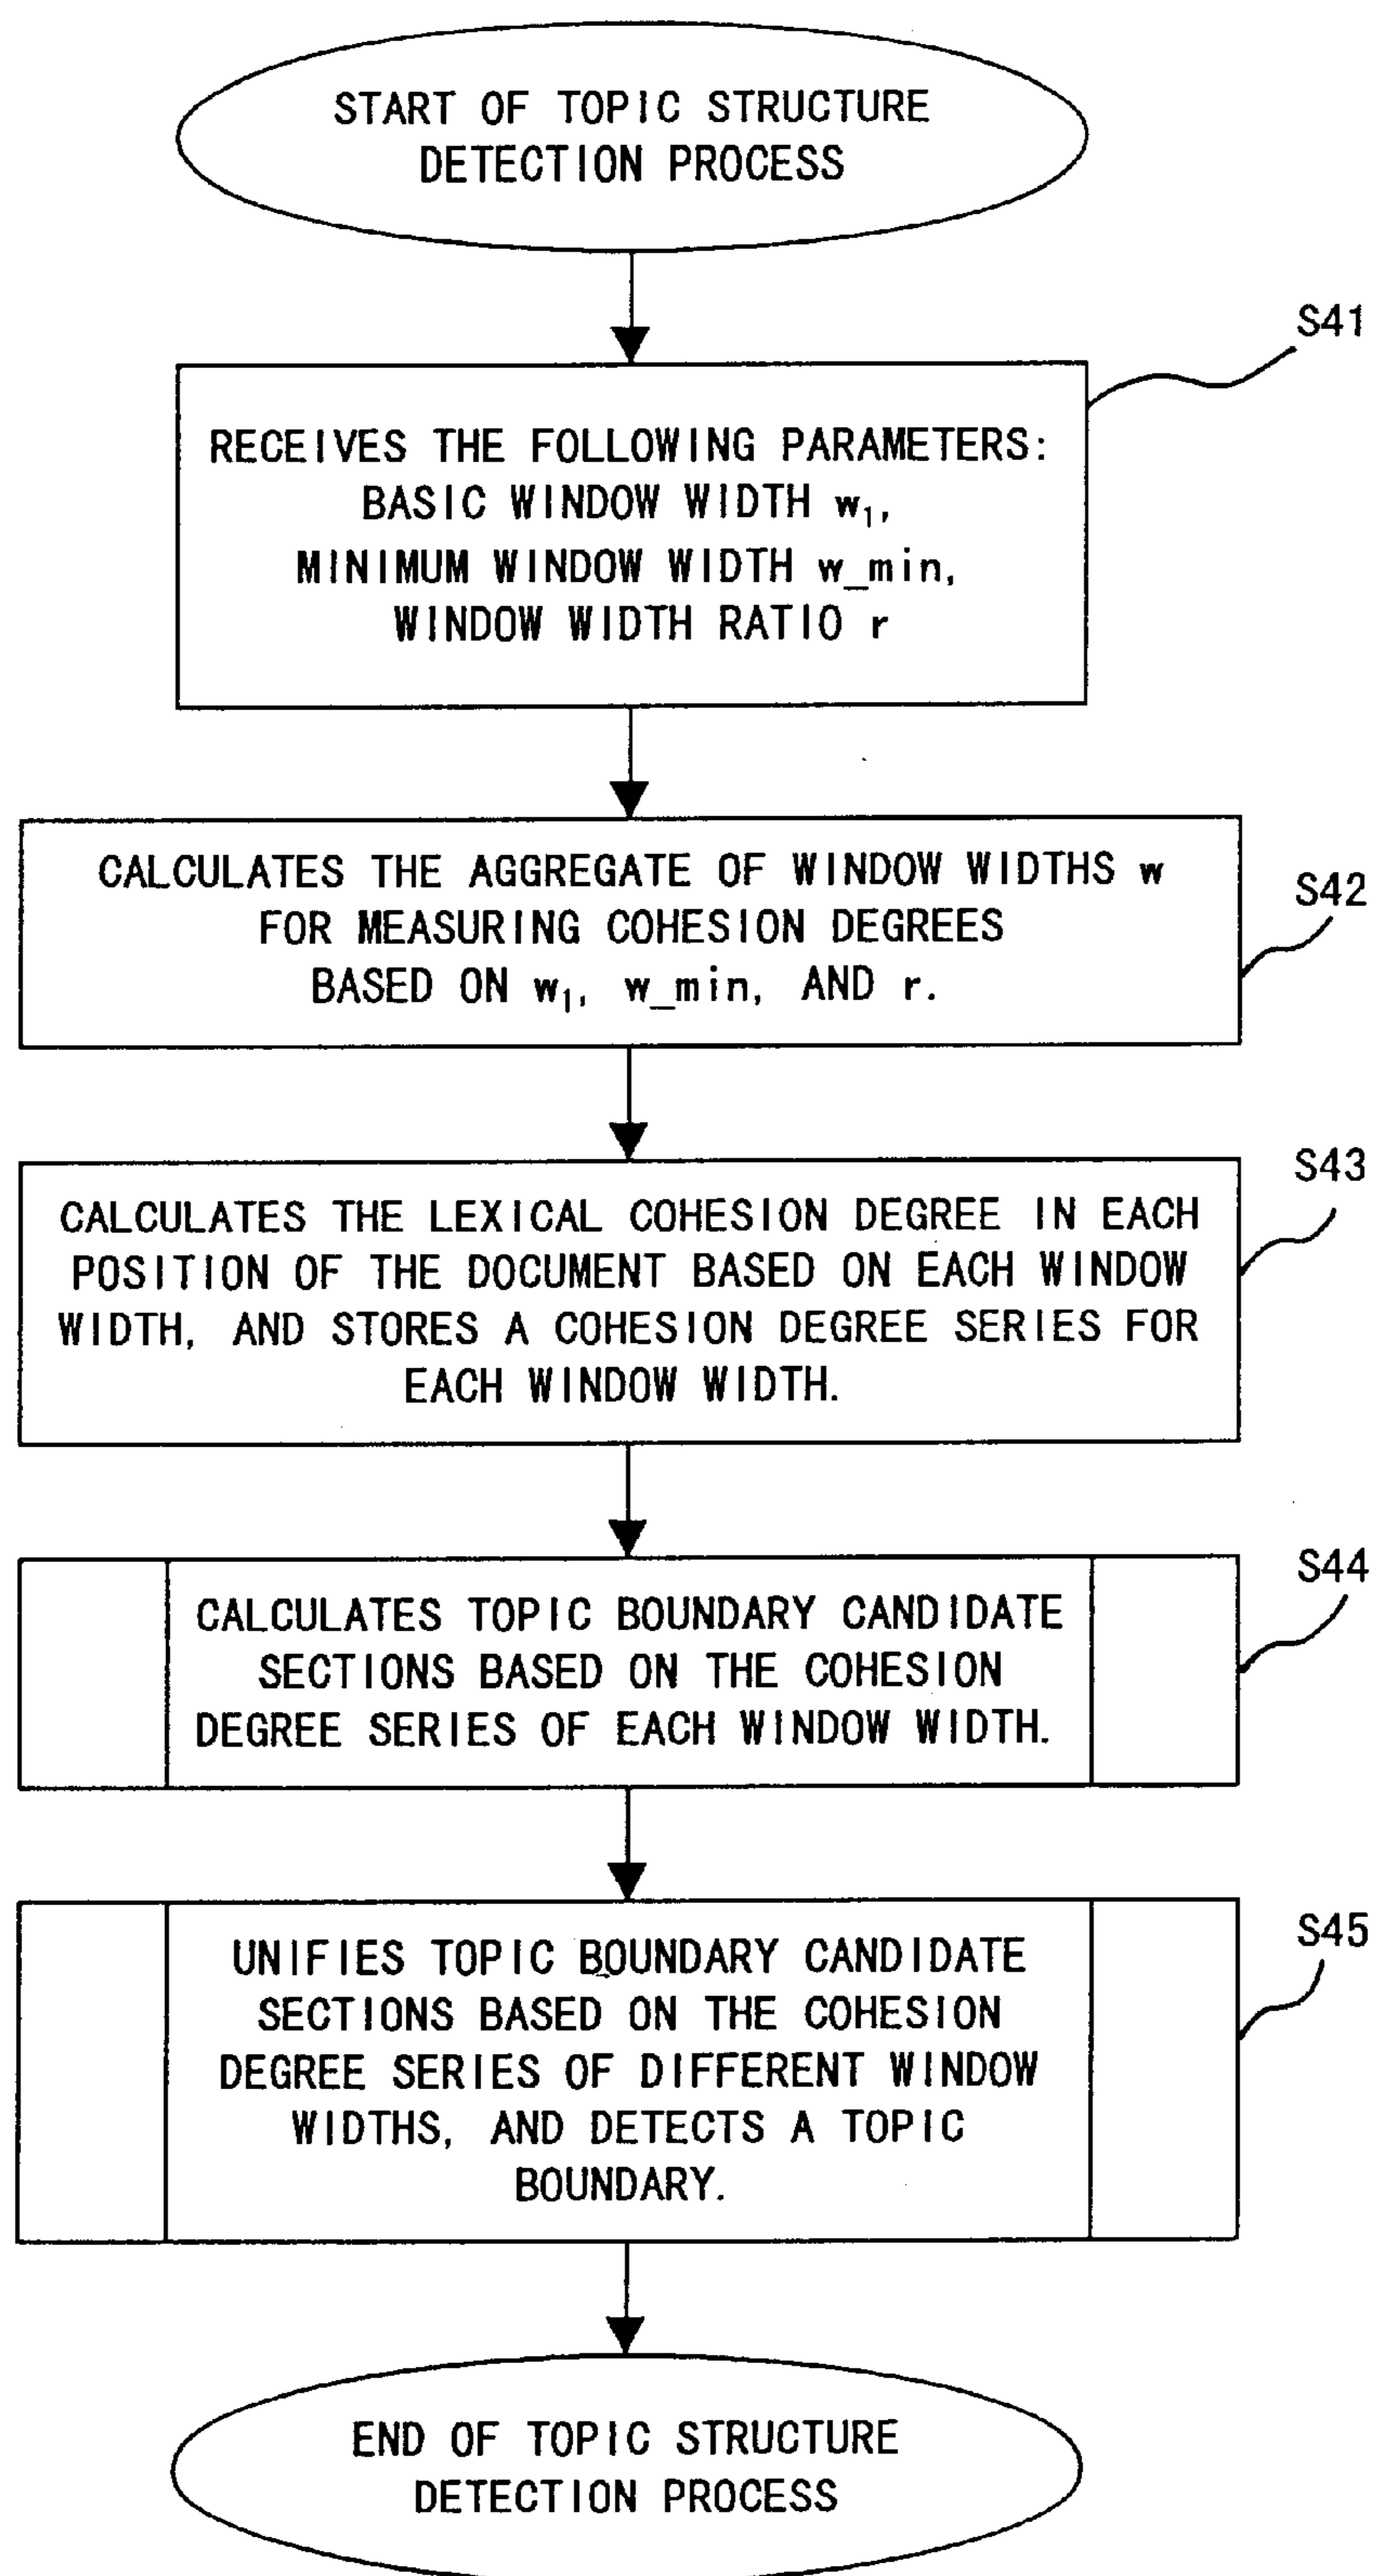 START OF TOPIC STRUCTURE
DETECTION PROCESS
S41
RECEIVES THE FOLLOWING PARAMETERS:
BASIC WINDOW WIDTH w₁,
MINIMUM WINDOW WIDTH w_min,
WINDOW WIDTH RATIO r
CALCULATES THE AGGREGATE OF WINDOW WIDTHS w
FOR MEASURING COHESION DEGREES
BASED ON w₁, w_min, AND r.
S42
S43
CALCULATES THE LEXICAL COHESION DEGREE IN EACH
POSITION OF THE DOCUMENT BASED ON EACH WINDOW
WIDTH, AND STORES A COHESION DEGREE SERIES FOR
EACH WINDOW WIDTH.
S44
CALCULATES TOPIC BOUNDARY CANDIDATE
SECTIONS BASED ON THE COHESION
DEGREE SERIES OF EACH WINDOW WIDTH.
S45
UNIFIES TOPIC BOUNDARY CANDIDATE
SECTIONS BASED ON THE COHESION
DEGREE SERIES OF DIFFERENT WINDOW
WIDTHS, AND DETECTS A TOPIC
BOUNDARY.
END OF TOPIC STRUCTURE
DETECTION PROCESS